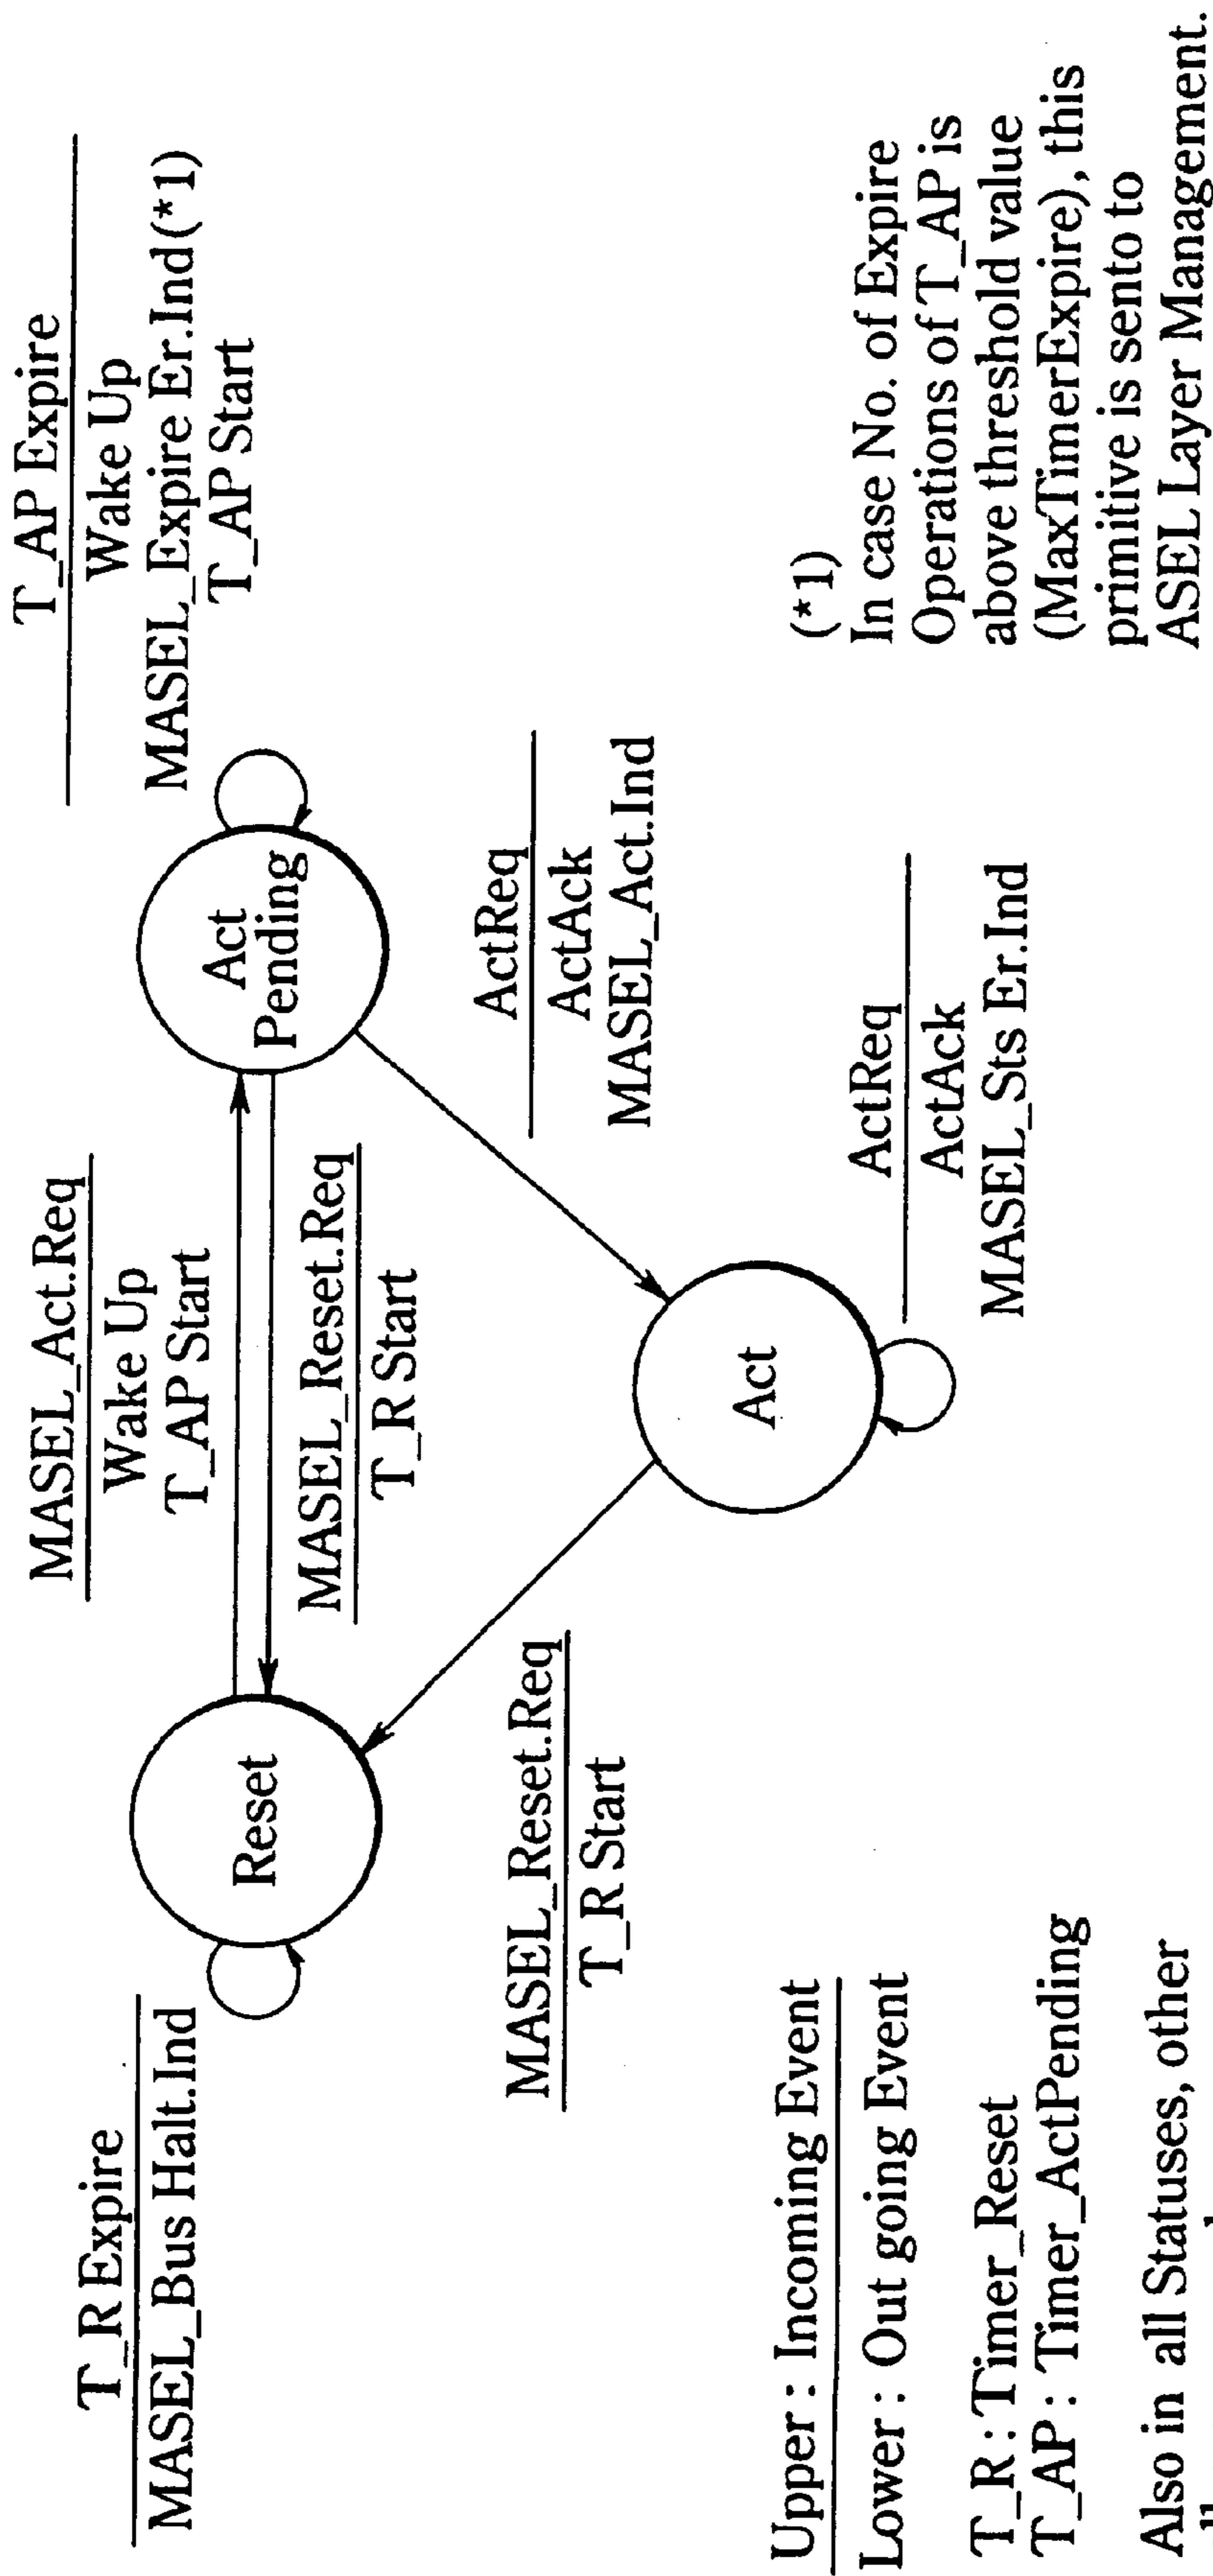 T_R Expire
MASEL_Bus Halt.Ind
Reset
MASEL_Act.Req
Wake Up
T_AP Start
MASEL_Reset.Req
T_R Start
Act
Pending
T_AP Expire
Wake Up
MASEL_Expire Er.Ind(*1)
T_AP Start
MASEL_Reset.Req
T_R Start
ActReq
ActAck
MASEL_Act.Ind
Act
ActReq
ActAck
MASEL_Sts Er.Ind
Upper : Incoming Event
Lower : Out going Event
T_R : Timer_Reset
T_AP : Timer_ActPending
Also in all Statuses, other
(*1)
In case No. of Expire
Operations of T_AP is
above threshold value
(MaxTimerExpire), this
primitive is sento to
ASEL Layer Management.